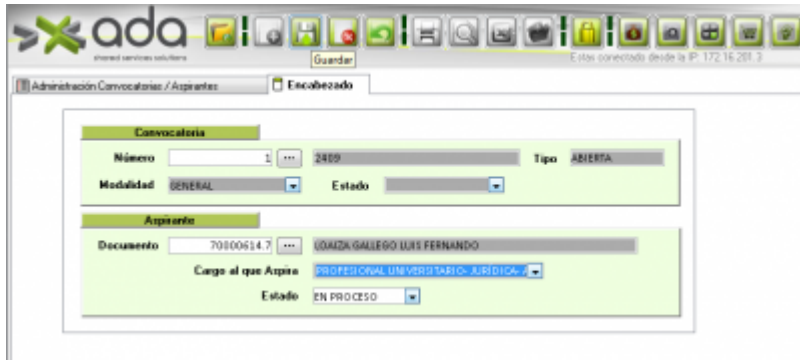 ada
shared services solutions
Guardar
Estas conectado desde la IP: 172.16.201.3
Administración Convocatorias / Aspirantes
Encabezado
Convocatoria
Número 1 ... 2409 Tipo ABIERTA
Modalidad GENERAL Estado
Aspirante
Documento 70000614.7 ... LOAIZA GALLEGO LUIS FERNANDO
Cargo al que Aspira PROFESIONAL UNIVERSITARIO- JURÍDICA- A
Estado EN PROCESO